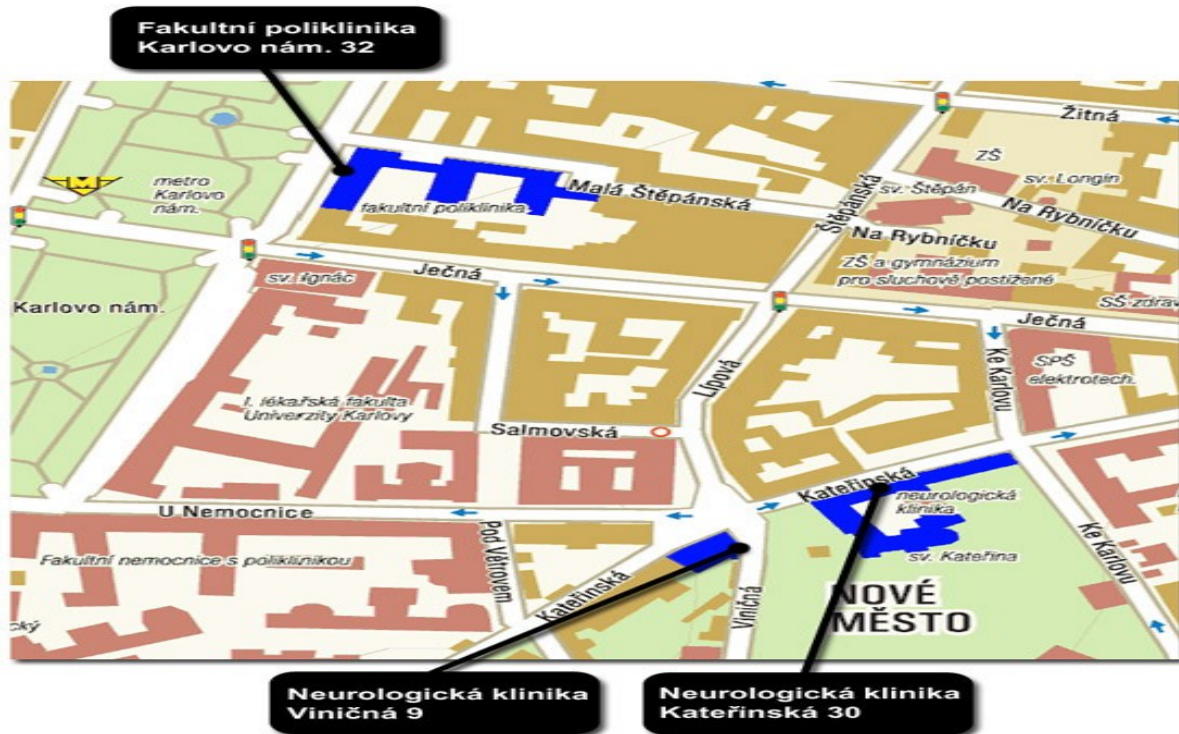 Fakultní poliklinika
Karlovo nám. 32
Žitná
ZŠ
sv. Longin
sv. Štěpán
metro
Karlovo
nám.
Malá Štěpánská
Štěpánská
Na Rybníčku
fakultní poliklinika
Na Rybníčku
ZŠ a gymnázium
pro sluchově postižené
Ječná
sv. Ignác
Karlovo nám.
SŠ zdrav
Ječná
Ke Karlovu
SPŠ
elektrotech.
Lípová
I. lékařská fakulta
Univerzity Karlovy
Salmovská
Kateřinská
neurologická
klinika
U Nemocnice
Pod Větrovem
Fakultní nemocnice s poliklinikou
sv. Kateřina
Ke Karlovu
Kateřinská
Viničná
NOVÉ
MĚSTO
cký
Neurologická klinika
Viničná 9
Neurologická klinika
Kateřinská 30